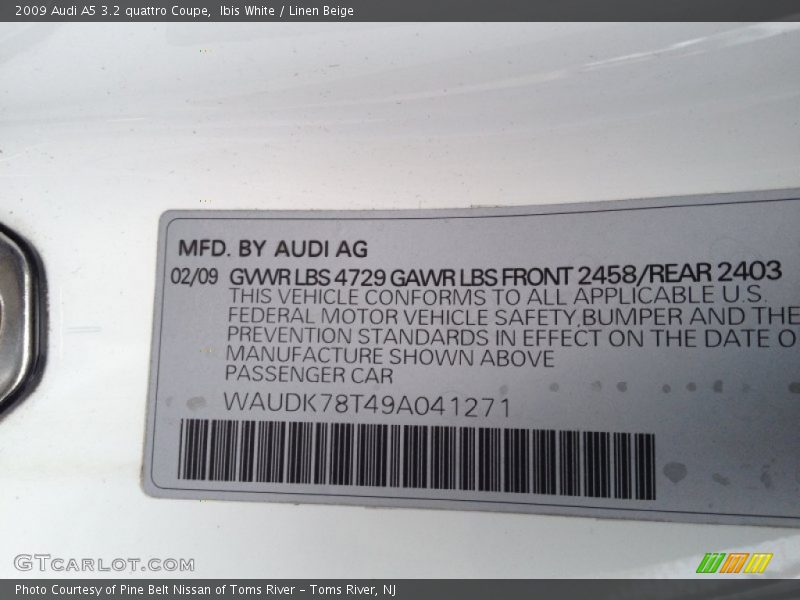 2009 Audi A5 3.2 quattro Coupe,  Ibis White / Linen Beige
MFD. BY AUDI AG
02/09 GVWR LBS 4729 GAWR LBS FRONT 2458/REAR 2403
THIS VEHICLE CONFORMS TO ALL APPLICABLE U.S.
FEDERAL MOTOR VEHICLE SAFETY,BUMPER AND THE
PREVENTION STANDARDS IN EFFECT ON THE DATE O
MANUFACTURE SHOWN ABOVE
PASSENGER CAR
WAUDK78T49A041271
GTCARLOT.COM
Photo Courtesy of Pine Belt Nissan of Toms River – Toms River, NJ